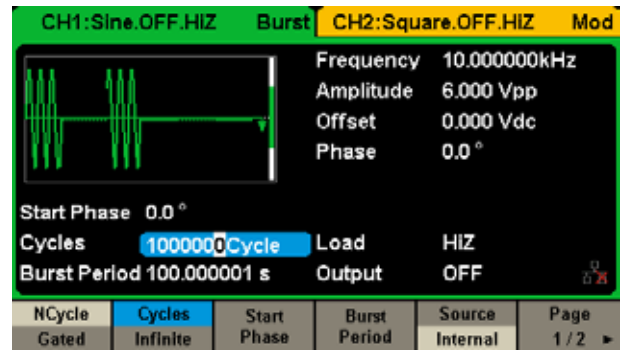 CH1:Sine.OFF.HiZ Burst CH2:Square.OFF.HiZ Mod
Frequency 10.000000kHz
Amplitude 6.000 Vpp
Offset 0.000 Vdc
Phase 0.0 °
Start Phase 0.0 °
Cycles 1000000Cycle Load HiZ
Burst Period 100.000001 s Output OFF
NCycle Cycles Start Burst Source Page
Gated Infinite Phase Period Internal 1/2 ►